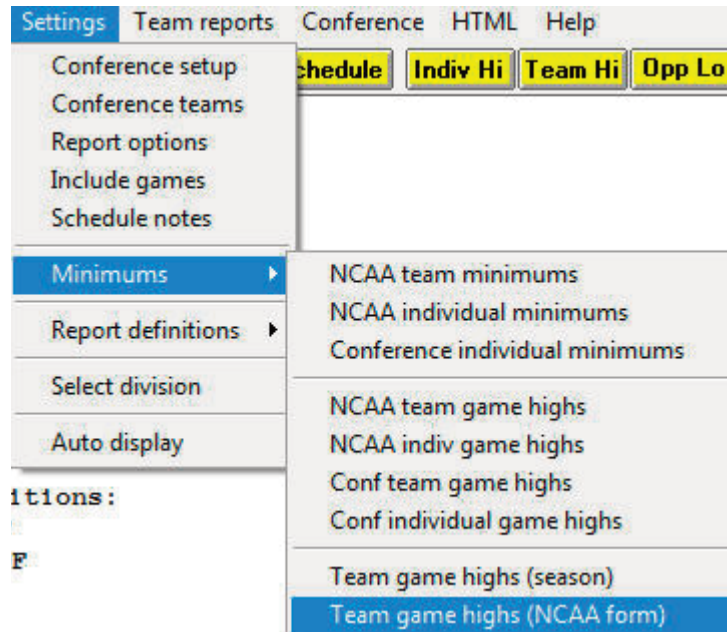 Settings Team reports Conference HTML Help
chedule Indiv Hi Team Hi Opp Lo
Conference setup
Conference teams
Report options
Include games
Schedule notes
Minimums
Report definitions
Select division
Auto display
NCAA team minimums
NCAA individual minimums
Conference individual minimums
NCAA team game highs
NCAA indiv game highs
Conf team game highs
Conf individual game highs
Team game highs (season)
Team game highs (NCAA form)
itions:
F